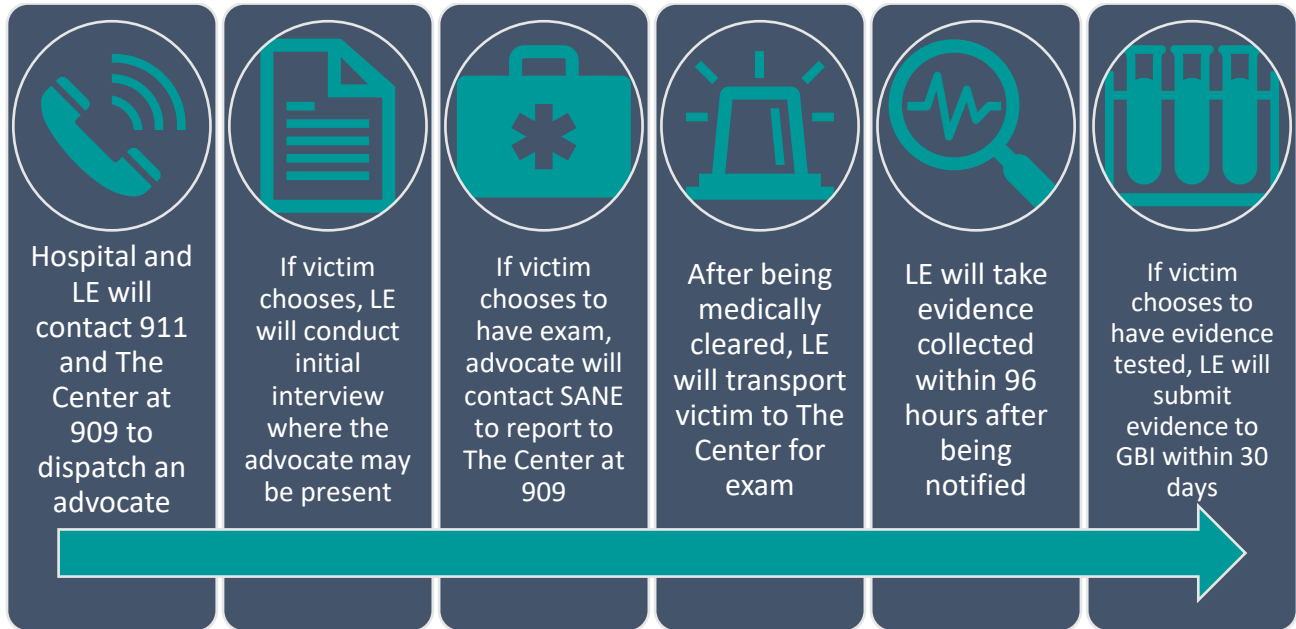 Hospital and
LE will
contact 911
and The
Center at
909 to
dispatch an
advocate
If victim
chooses, LE
will conduct
initial
interview
where the
advocate may
be present
If victim
chooses to
have exam,
advocate will
contact SANE
to report to
The Center at
909
After being
medically
cleared, LE
will transport
victim to The
Center for
exam
LE will take
evidence
collected
within 96
hours after
being
notified
If victim
chooses to
have evidence
tested, LE will
submit
evidence to
GBI within 30
days